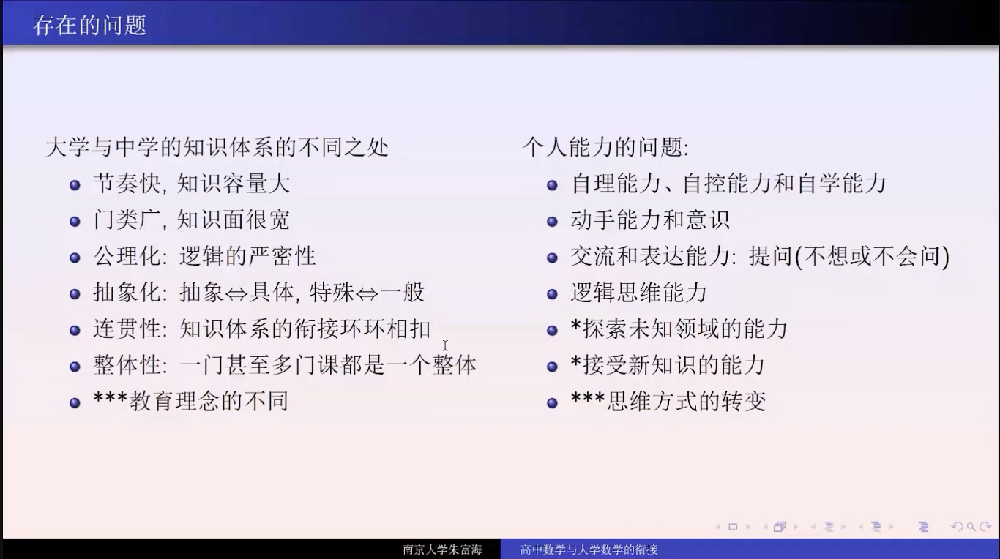 存在的问题
大学与中学的知识体系的不同之处
节奏快, 知识容量大
门类广, 知识面很宽
公理化: 逻辑的严密性
抽象化: 抽象⇔具体, 特殊⇔一般
连贯性: 知识体系的衔接环环相扣
整体性: 一门甚至多门课都是一个整体
***教育理念的不同
个人能力的问题:
自理能力、自控能力和自学能力
动手能力和意识
交流和表达能力: 提问(不想或不会问)
逻辑思维能力
*探索未知领域的能力
*接受新知识的能力
***思维方式的转变
南京大学朱富海
高中数学与大学数学的衔接